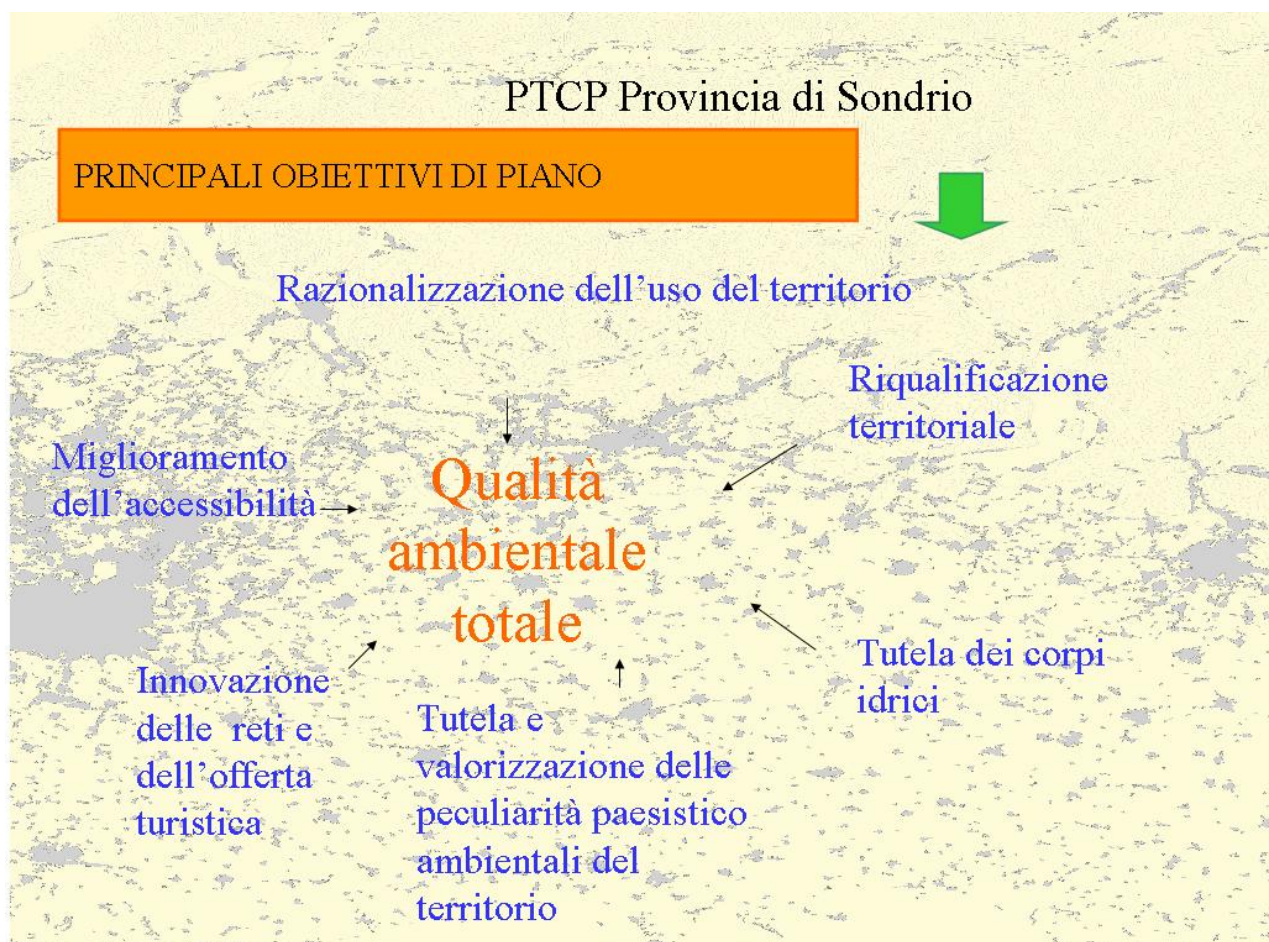 PTCP Provincia di Sondrio
PRINCIPALI OBIETTIVI DI PIANO
Razionalizzazione dell’uso del territorio
Riqualificazione
territoriale
Miglioramento
dell’accessibilità
Qualità
ambientale
totale
Tutela dei corpi
idrici
Innovazione
delle reti e
dell’offerta
turistica
Tutela e
valorizzazione delle
peculiarità paesistico
ambientali del
territorio